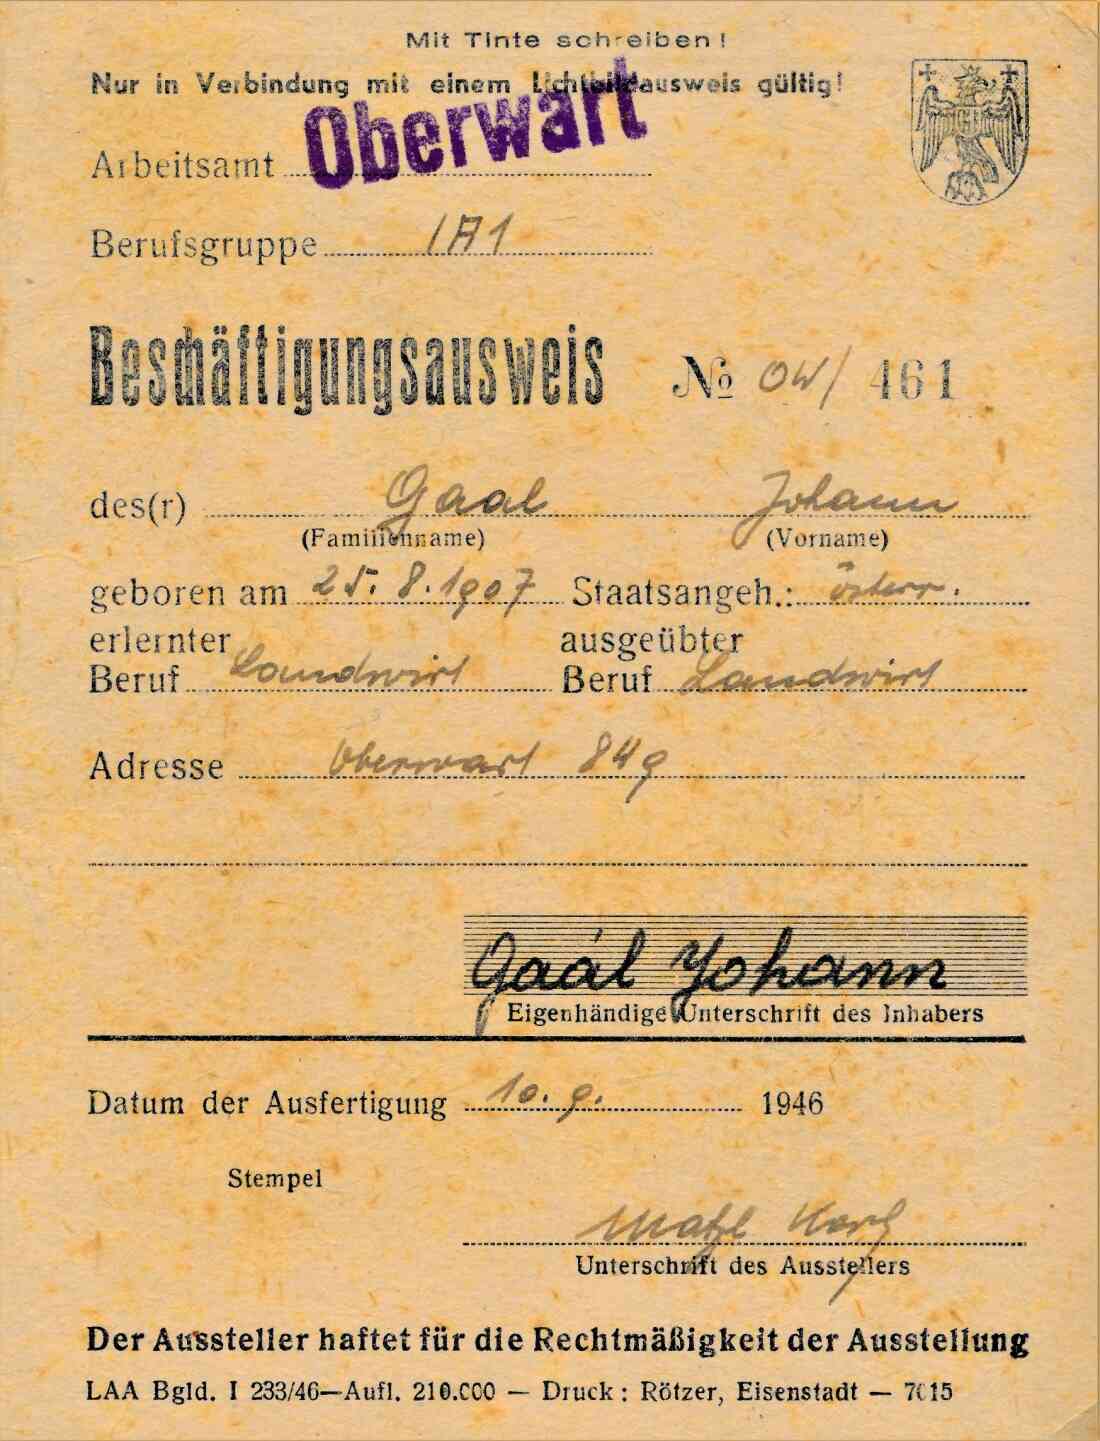 Mit Tinte schreiben!
Nur in Verbindung mit einem Lichtbildausweis gültig!
Arbeitsamt Oberwart
Berufsgruppe IA1
Beschäftigungsausweis № OW/ 461
des(r) Gaal Johann
(Familienname) (Vorname)
geboren am 25. 8. 1907 Staatsangeh.: österr.
erlernter ausgeübter
Beruf Landwirt Beruf Landwirt
Adresse Oberwart 849
Gaál Johann
Eigenhändige Unterschrift des Inhabers
Datum der Ausfertigung 10. 9. 1946
Stempel
Karl
Unterschrift des Ausstellers
Der Aussteller haftet für die Rechtmäßigkeit der Ausstellung
LAA Bgld. I 233/46—Aufl. 210.000 — Druck: Rötzer, Eisenstadt — 7015